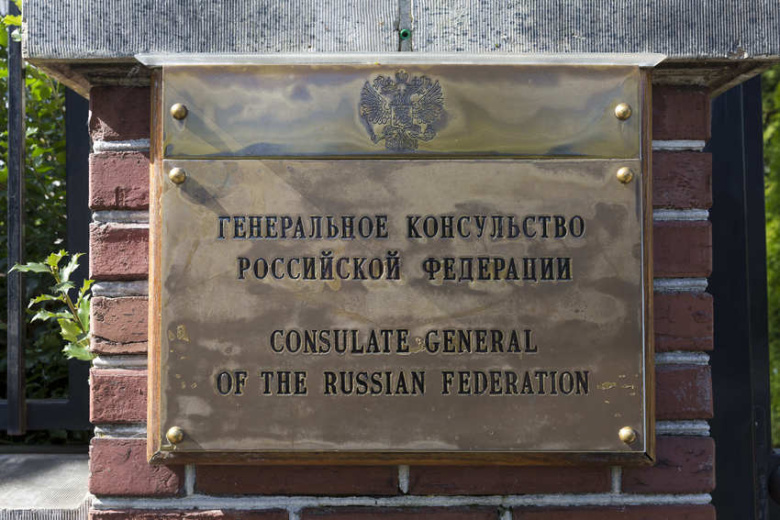 ГЕНЕРАЛЬНОЕ КОНСУЛЬСТВО
РОССИЙСКОЙ ФЕДЕРАЦИИ
CONSULATE GENERAL
OF THE RUSSIAN FEDERATION